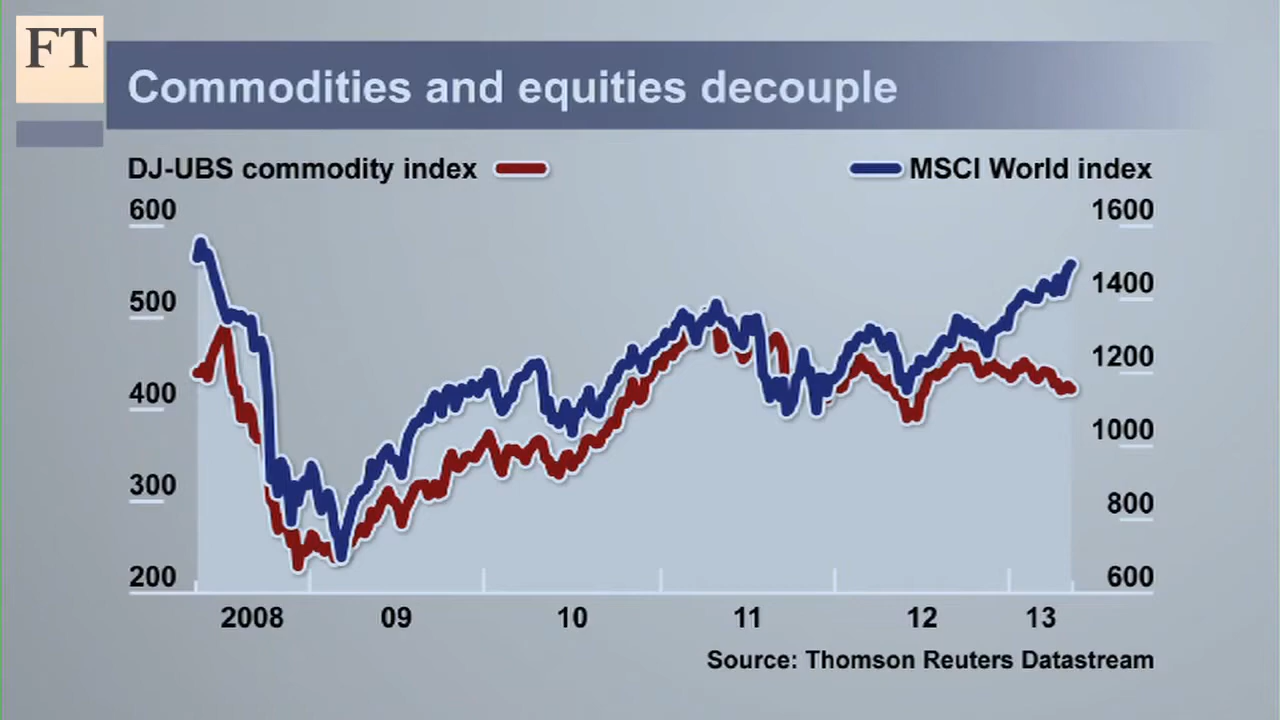 FT
Commodities and equities decouple
DJ-UBS commodity index
MSCI World index
600
1600
500
1400
400
1200
1000
300
800
200
600
2008 09 10 11 12 13
Source: Thomson Reuters Datastream